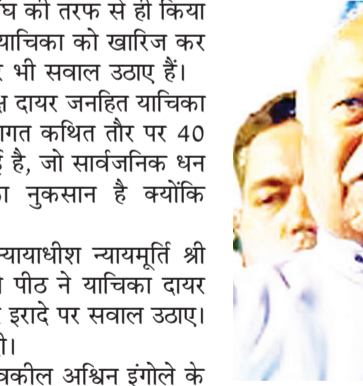 की तरफ से ही किया
याचिका को खारिज कर
भी सवाल उठाए हैं।
दायर जनहित याचिका
कथित तौर पर 40
है, जो सार्वजनिक धन
नुकसान है क्योंकि
न्यायाधीश न्यायमूर्ति श्री
पीठ ने याचिका दायर
इरादे पर सवाल उठाए।
वकील अश्विन इंगोले के